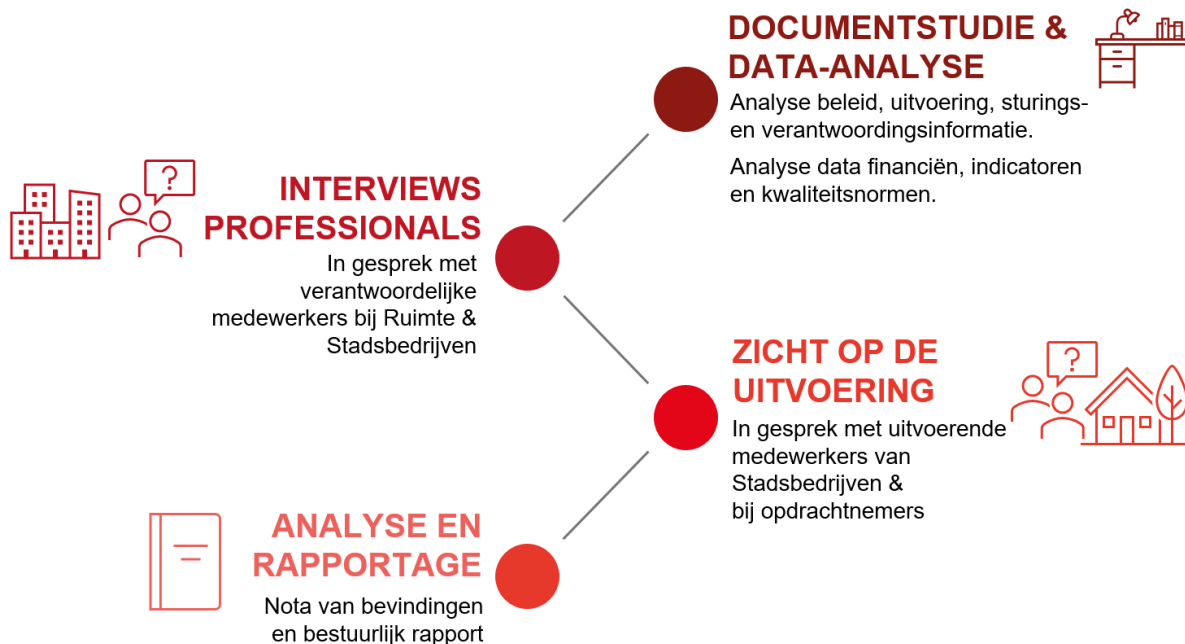 DOCUMENTSTUDIE &
DATA-ANALYSE
Analyse beleid, uitvoering, sturings-
en verantwoordingsinformatie.
Analyse data financiën, indicatoren
en kwaliteitsnormen.
?
INTERVIEWS
PROFESSIONALS
In gesprek met
verantwoordelijke
medewerkers bij Ruimte &
Stadsbedrijven
ZICHT OP DE
UITVOERING
?
In gesprek met uitvoerende
medewerkers van
Stadsbedrijven &
bij opdrachtnemers
ANALYSE EN
RAPPORTAGE
Nota van bevindingen
en bestuurlijk rapport